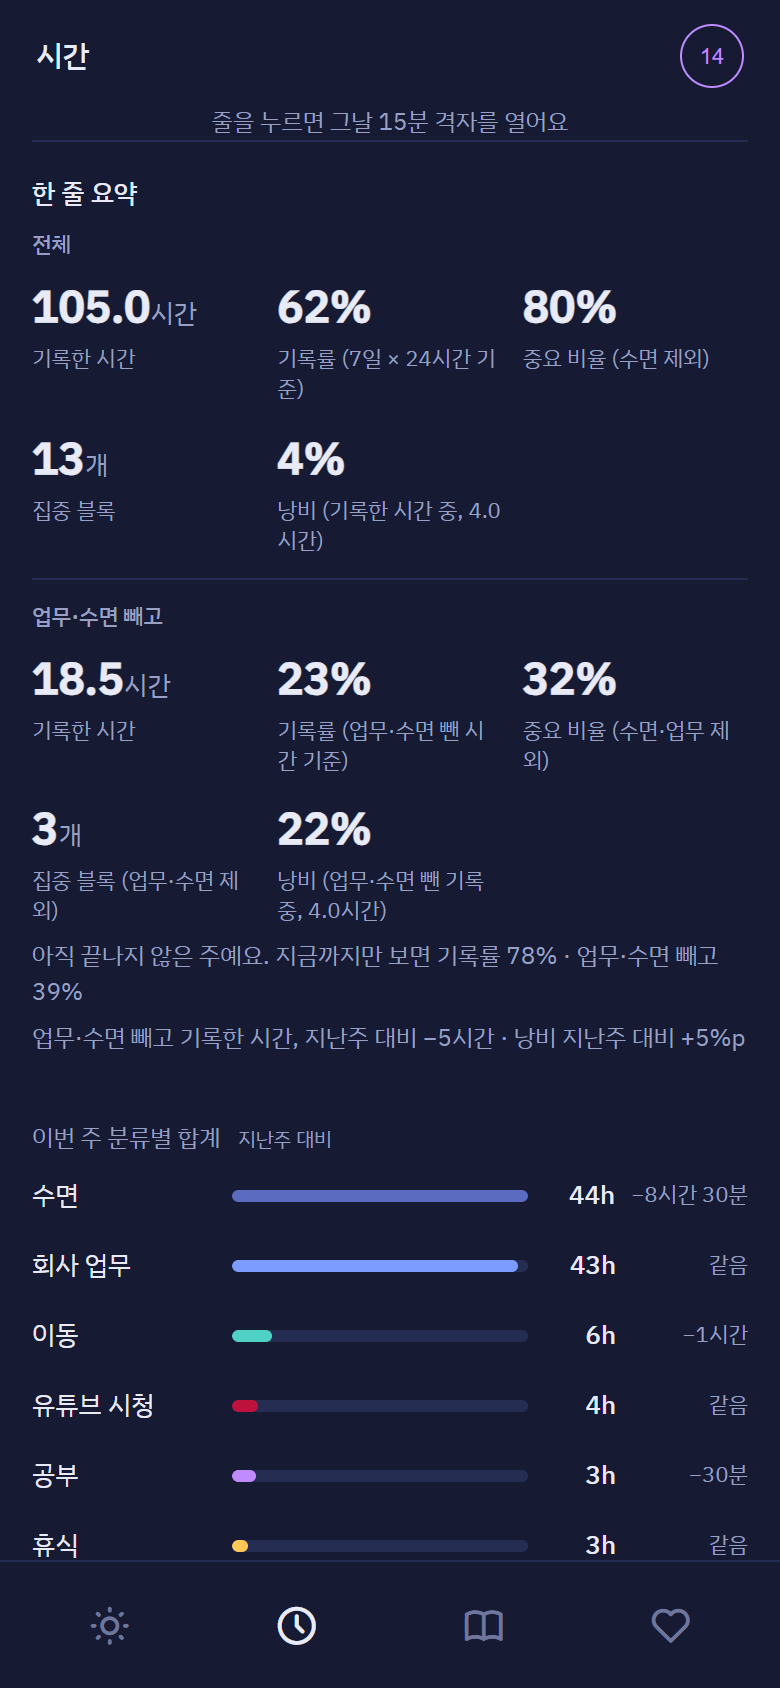 시간
14
줄을 누르면 그날 15분 격자를 열어요
한 줄 요약
전체
105.0시간
기록한 시간
62%
기록률 (7일 × 24시간 기
준)
80%
중요 비율 (수면 제외)
13개
집중 블록
4%
낭비 (기록한 시간 중, 4.0
시간)
업무·수면 빼고
18.5시간
기록한 시간
23%
기록률 (업무·수면 뺀 시
간 기준)
32%
중요 비율 (수면·업무 제
외)
3개
집중 블록 (업무·수면 제
외)
22%
낭비 (업무·수면 뺀 기록
중, 4.0시간)
아직 끝나지 않은 주예요. 지금까지만 보면 기록률 78% · 업무·수면 빼고
39%
업무·수면 빼고 기록한 시간, 지난주 대비 −5시간 · 낭비 지난주 대비 +5%p
이번 주 분류별 합계 지난주 대비
수면 44h −8시간 30분
회사 업무 43h 같음
이동 6h −1시간
유튜브 시청 4h 같음
공부 3h −30분
휴식 3h 같음